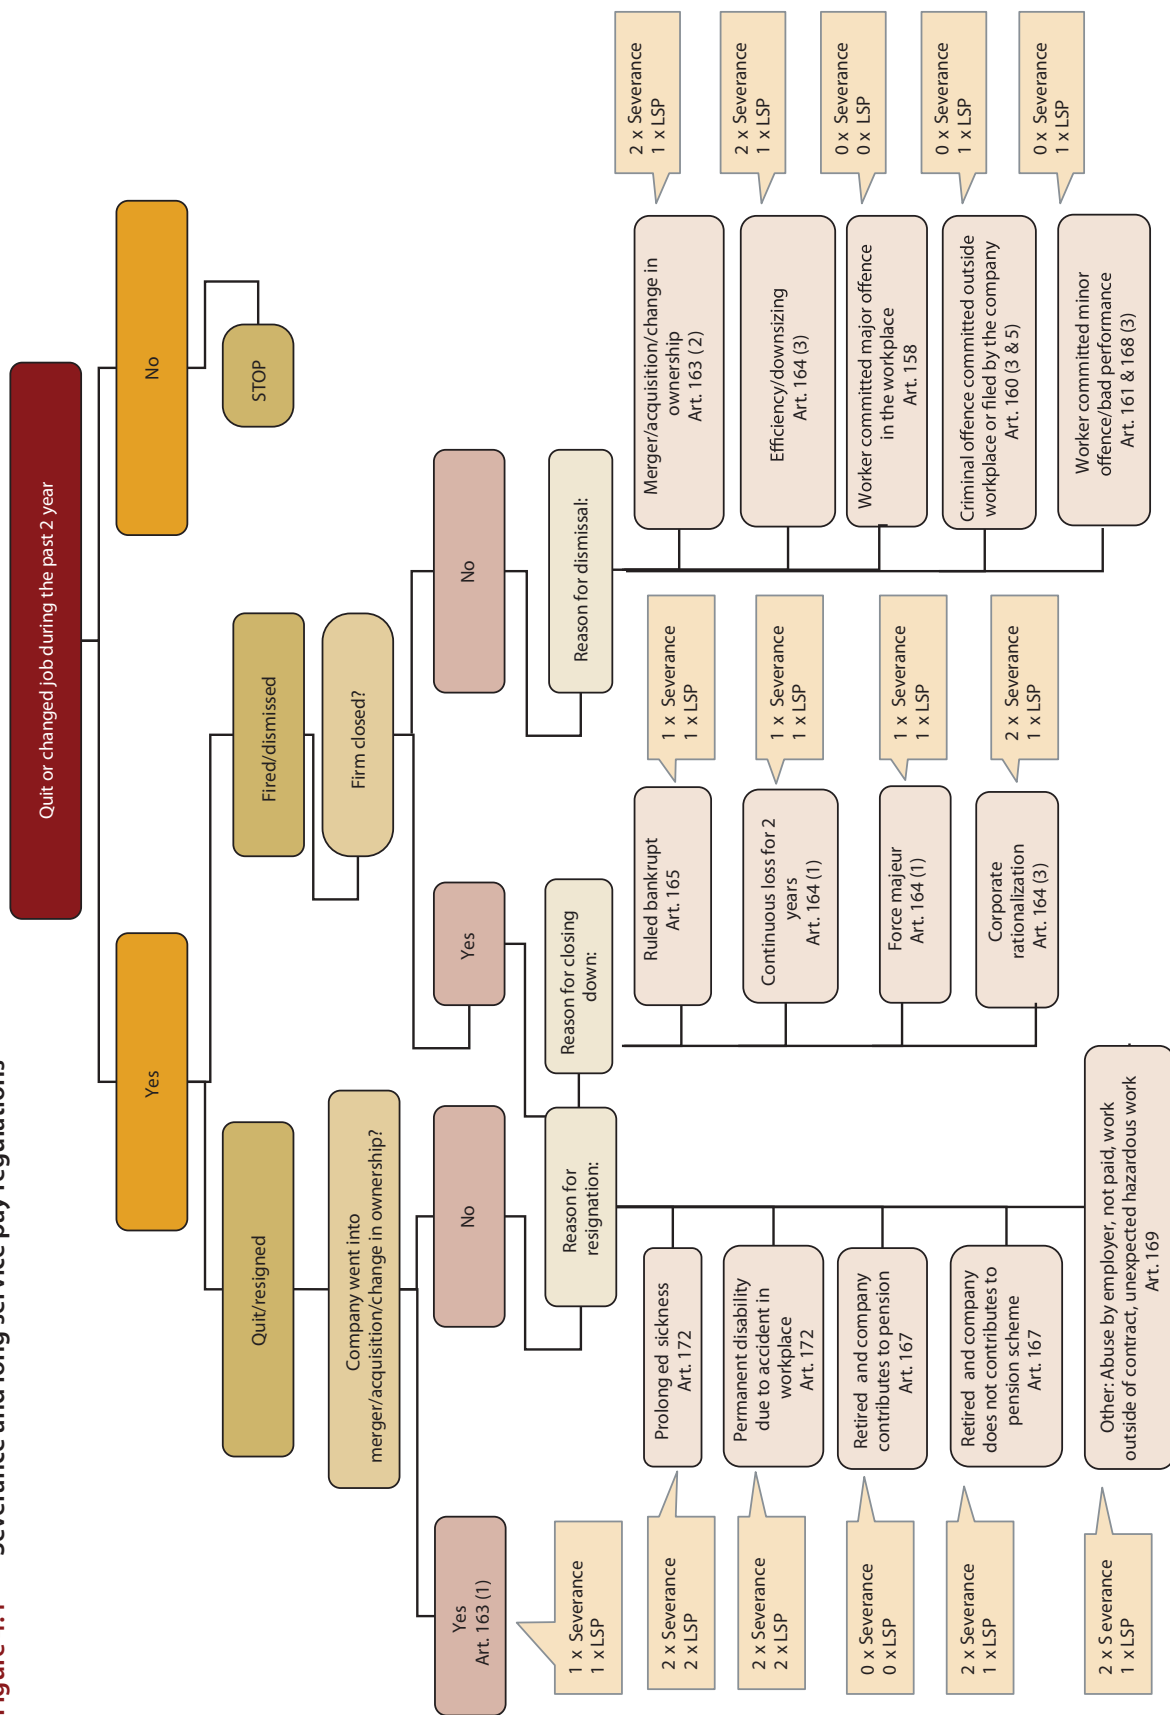 Figure Severance and long service pay regulations
Quit or changed job during the past 2 year
Yes
No
Quit/resigned
Fired/dismissed
STOP
Company went into
merger/acquisition/change in ownership?
Firm closed?
Yes
Art. 163 (1)
No
Yes
No
1 x Severance
1 x LSP
Reason for
resignation:
Reason for closing
down:
Reason for dismissal:
2 x Severance
2 x LSP
Prolonged sickness
Art. 172
2 x Severance
2 x LSP
Permanent disability
due to accident in
workplace
Art. 172
0 x Severance
0 x LSP
Retired and company
contributes to pension
Art. 167
2 x Severance
1 x LSP
Retired and company
does not contributes to
pension scheme
Art. 167
2 x Severance
1 x LSP
Other: Abuse by employer, not paid, work
outside of contract, unexpected hazardous work
Art. 169
Ruled bankrupt
Art. 165
1 x Severance
1 x LSP
Continuous loss for 2
years
Art. 164 (1)
1 x Severance
1 x LSP
Force majeur
Art. 164 (1)
1 x Severance
1 x LSP
Corporate
rationalization
Art. 164 (3)
2 x Severance
1 x LSP
Merger/acquisition/change in
ownership
Art. 163 (2)
2 x Severance
1 x LSP
Efficiency/downsizing
Art. 164 (3)
2 x Severance
1 x LSP
Worker committed major offence
in the workplace
Art. 158
0 x Severance
0 x LSP
Criminal offence committed outside
workplace or filed by the company
Art. 160 (3 & 5)
0 x Severance
1 x LSP
Worker committed minor
offence/bad performance
Art. 161 & 168 (3)
0 x Severance
1 x LSP